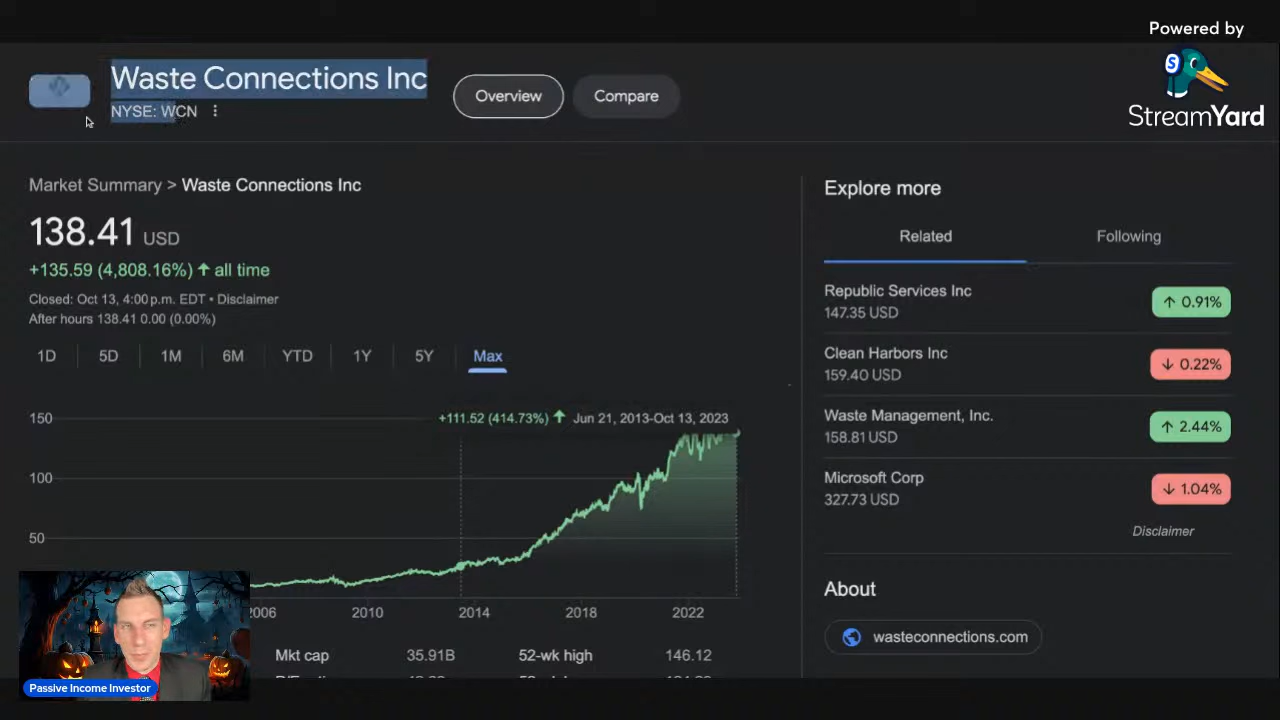 Powered by
StreamYard
Waste Connections Inc
NYSE: WCN
Overview
Compare
Market Summary > Waste Connections Inc
138.41 USD
+135.59 (4,808.16%) ↑ all time
Closed: Oct 13, 4:00 p.m. EDT • Disclaimer
After hours 138.41 0.00 (0.00%)
1D 5D 1M 6M YTD 1Y 5Y Max
+111.52 (414.73%) ↑ Jun 21, 2013-Oct 13, 2023
150
100
50
2006 2010 2014 2018 2022
Mkt cap 35.91B 52-wk high 146.12
Explore more
Related Following
Republic Services Inc
147.35 USD
↑ 0.91%
Clean Harbors Inc
159.40 USD
↓ 0.22%
Waste Management, Inc.
158.81 USD
↑ 2.44%
Microsoft Corp
327.73 USD
↓ 1.04%
Disclaimer
About
wasteconnections.com
Passive Income Investor